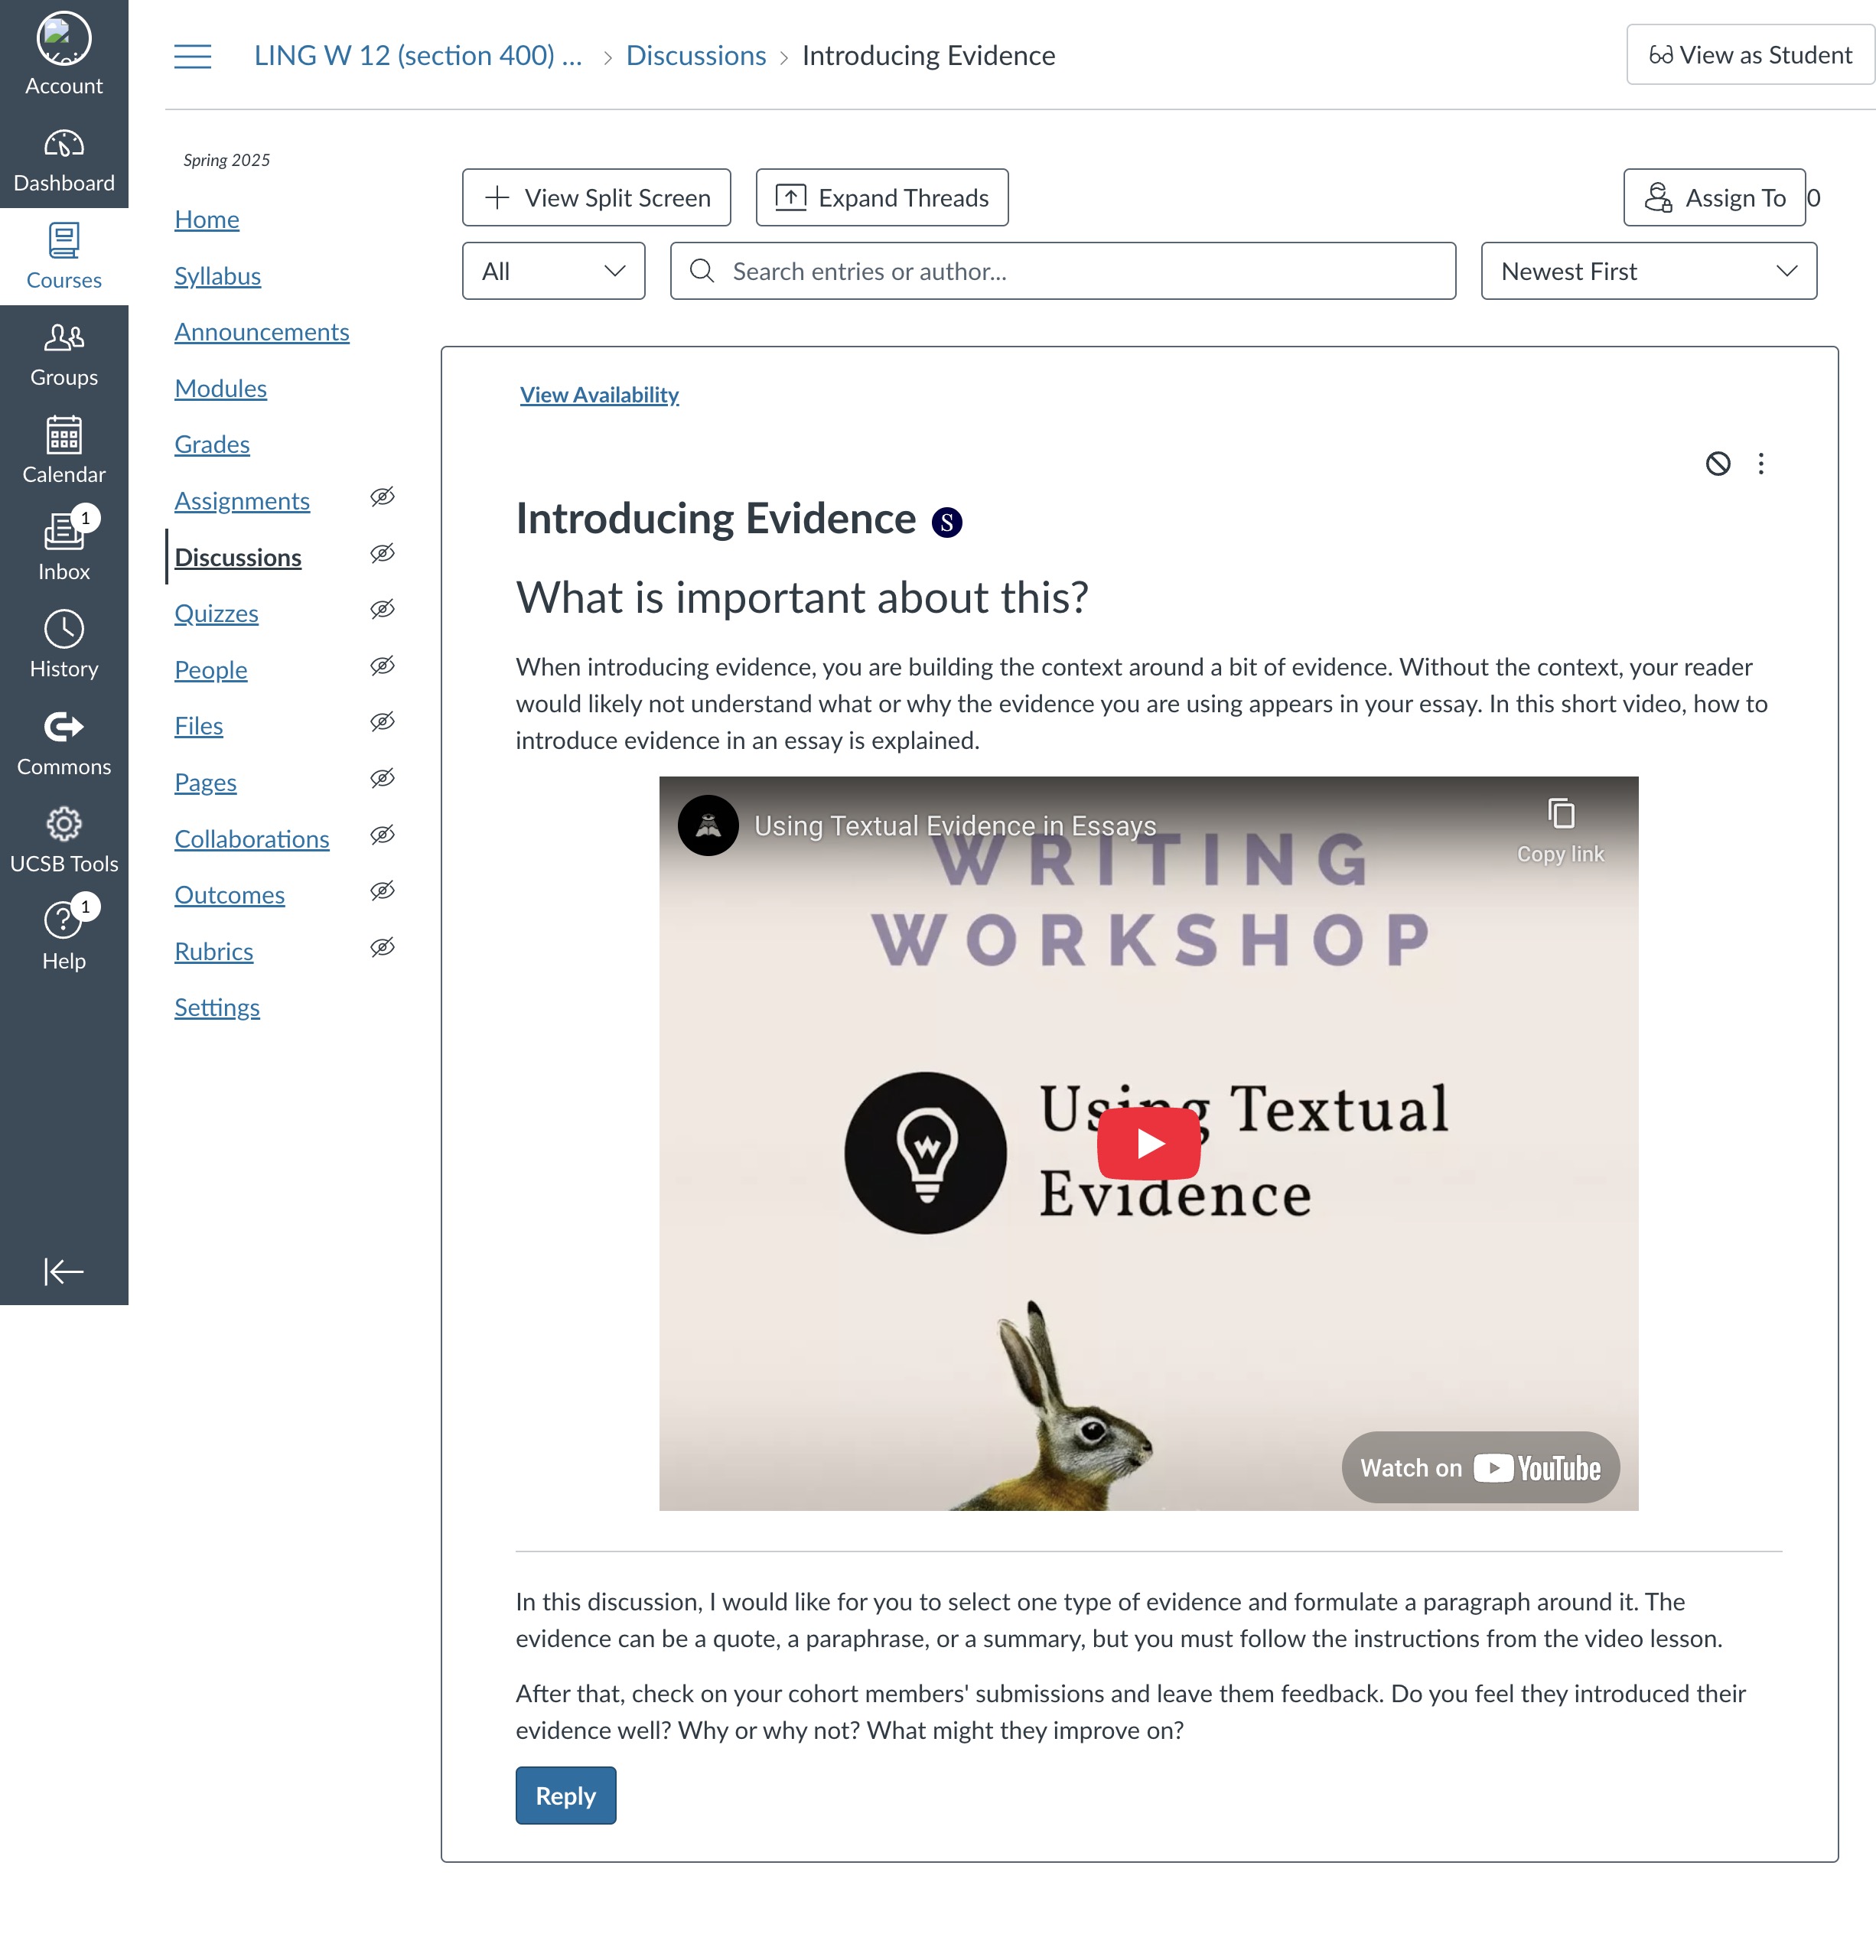 Account
Dashboard
Courses
Groups
Calendar
1
Inbox
History
Commons
UCSB Tools
1
Help
LING W 12 (section 400) ... > Discussions > Introducing Evidence
View as Student
Spring 2025
Home
Syllabus
Announcements
Modules
Grades
Assignments
Discussions
Quizzes
People
Files
Pages
Collaborations
Outcomes
Rubrics
Settings
+ View Split Screen
Expand Threads
Assign To
0
All
Search entries or author...
Newest First
View Availability
Introducing Evidence S
What is important about this?
When introducing evidence, you are building the context around a bit of evidence. Without the context, your reader
would likely not understand what or why the evidence you are using appears in your essay. In this short video, how to
introduce evidence in an essay is explained.
Using Textual Evidence in Essays
Copy link
WRITING
WORKSHOP
W
Using Textual
Evidence
Watch on YouTube
In this discussion, I would like for you to select one type of evidence and formulate a paragraph around it. The
evidence can be a quote, a paraphrase, or a summary, but you must follow the instructions from the video lesson.
After that, check on your cohort members' submissions and leave them feedback. Do you feel they introduced their
evidence well? Why or why not? What might they improve on?
Reply